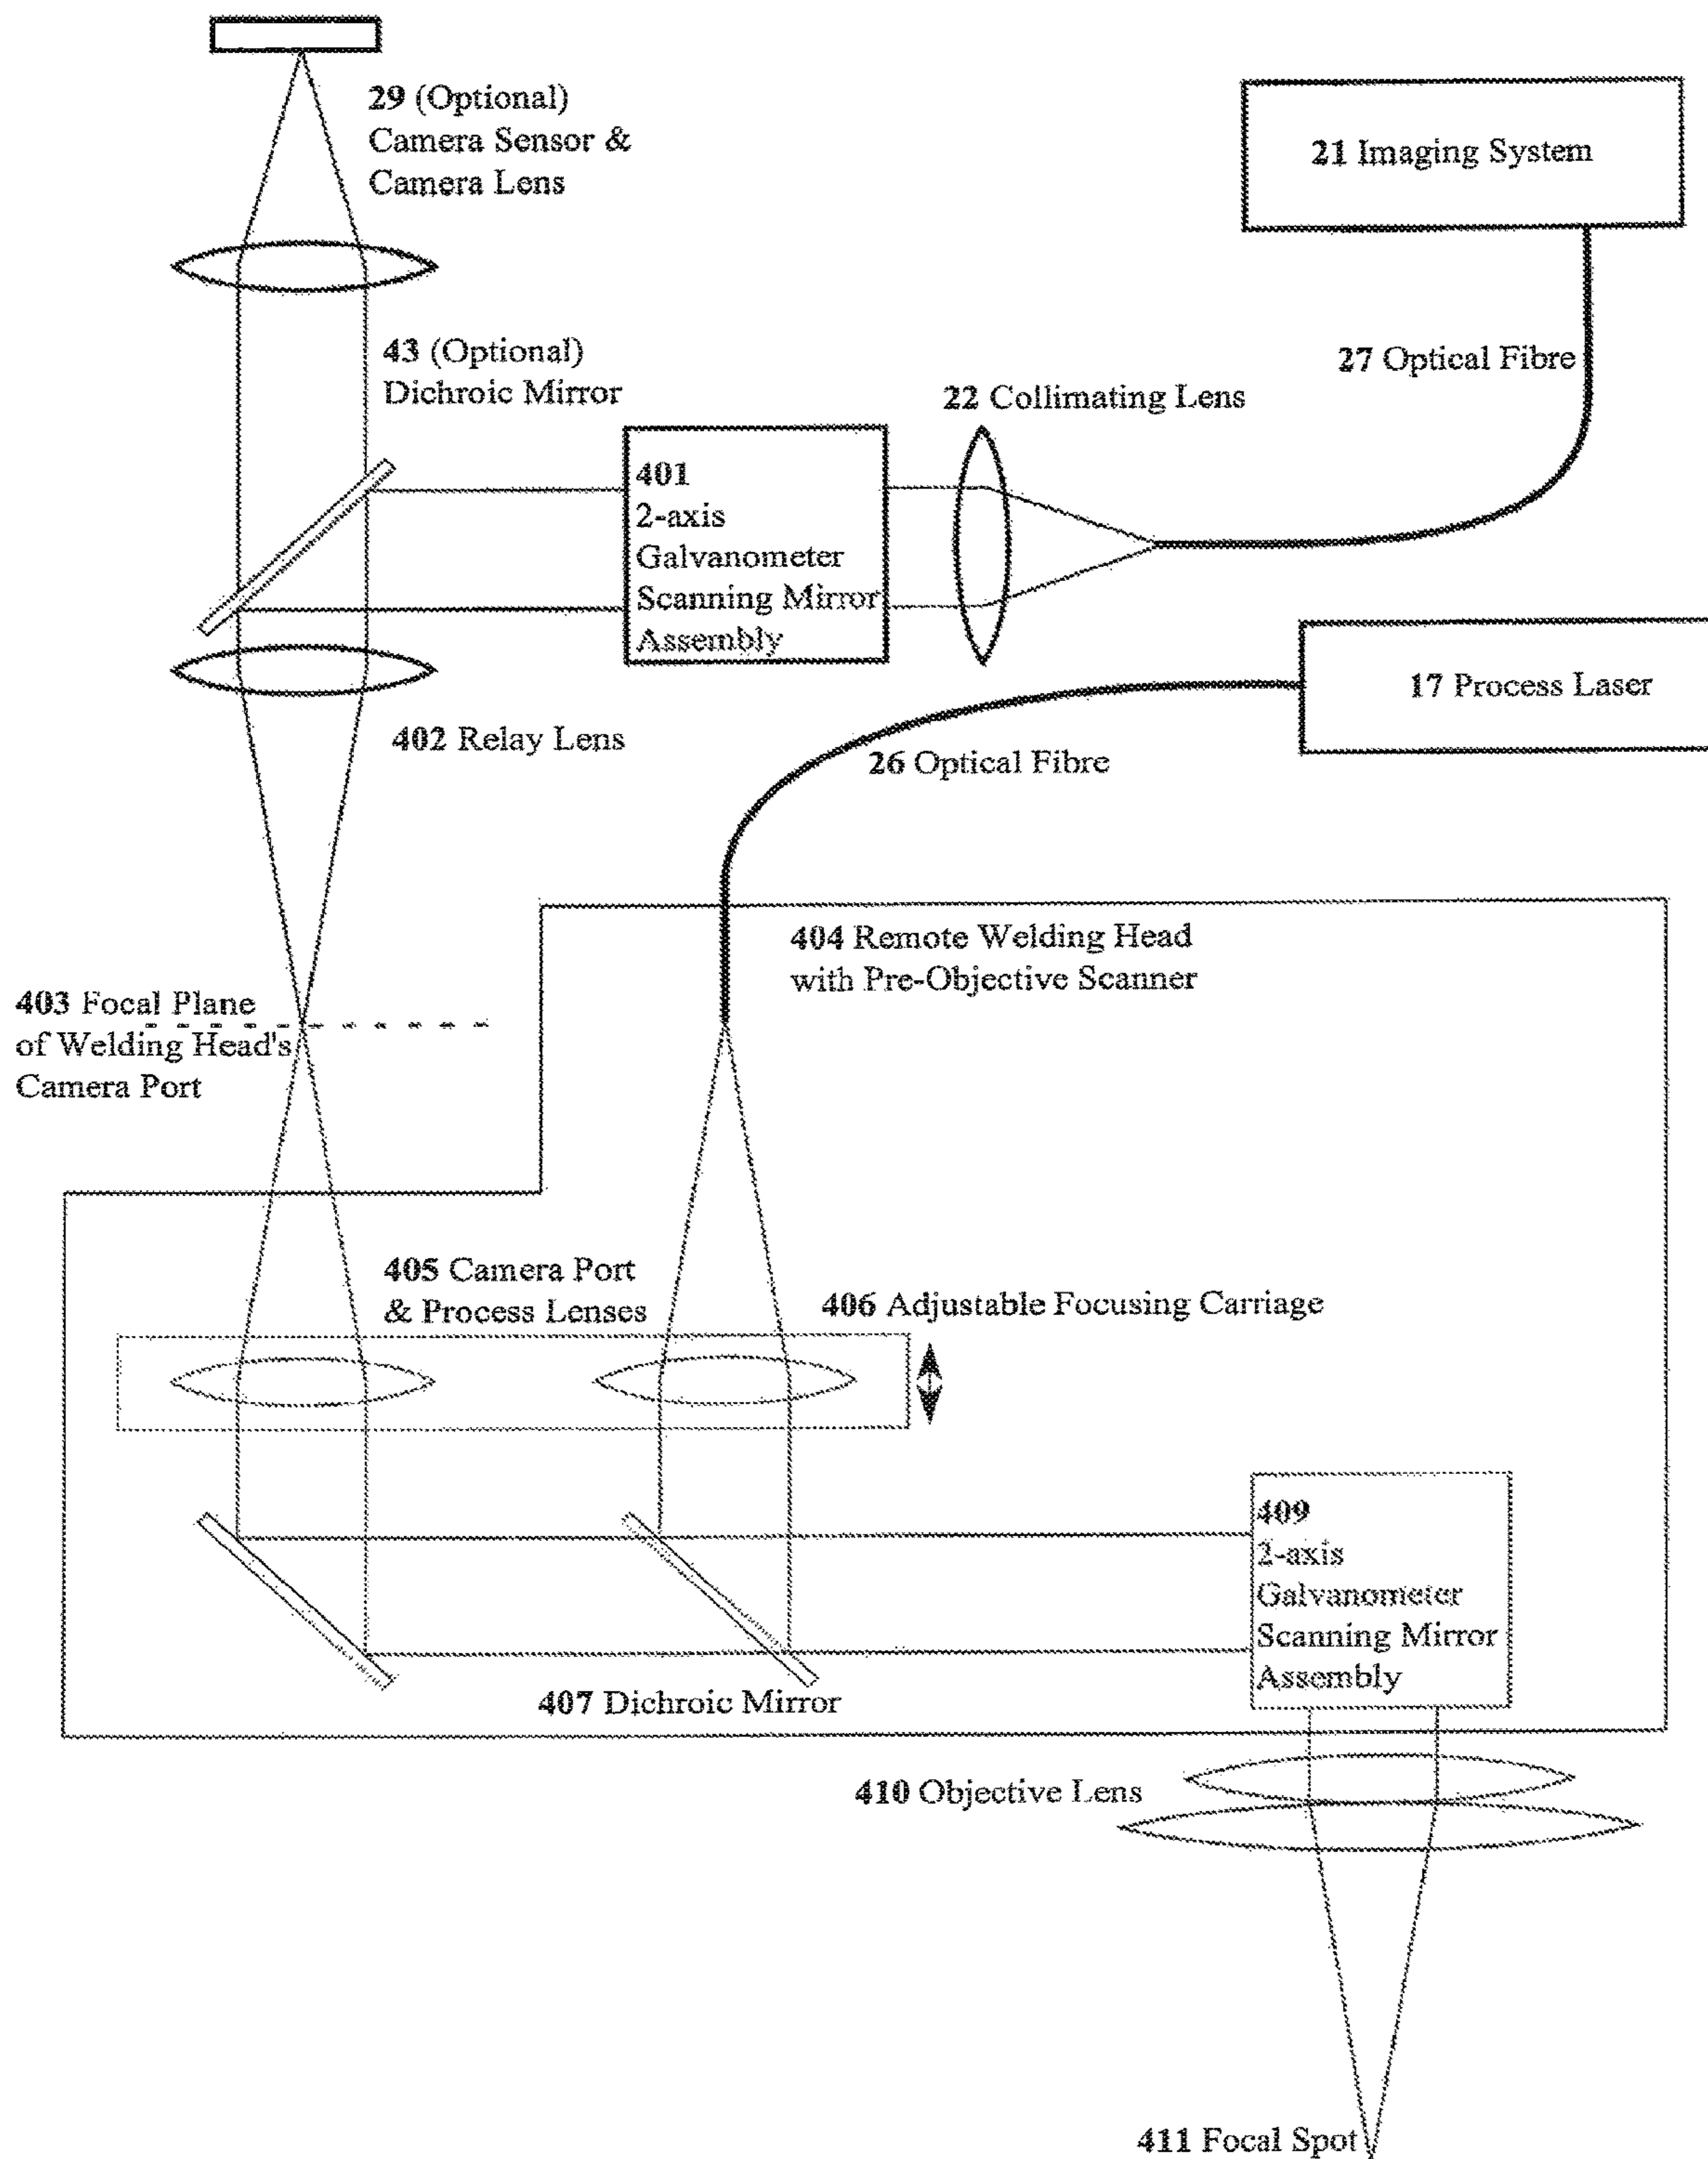 29 (Optional)
Camera Sensor &
Camera Lens
21 Imaging System
43 (Optional)
Dichroic Mirror
27 Optical Fibre
22 Collimating Lens
401
2-axis
Galvanometer
Scanning Mirror
Assembly
17 Process Laser
402 Relay Lens
26 Optical Fibre
404 Remote Welding Head
with Pre-Objective Scanner
403 Focal Plane
of Welding Head's
Camera Port
405 Camera Port
& Process Lenses
406 Adjustable Focusing Carriage
409
2-axis
Galvanometer
Scanning Mirror
Assembly
407 Dichroic Mirror
410 Objective Lens
411 Focal Spot